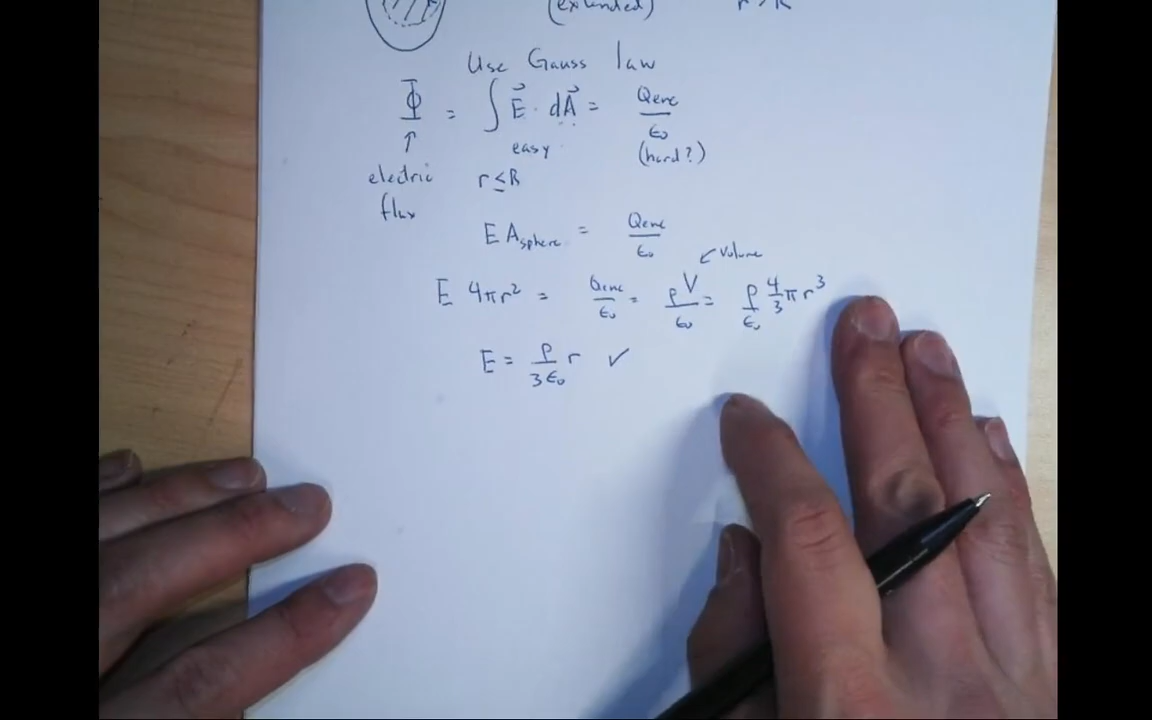 (extended) r > R
Use Gauss law
Φ = ∫ E⃗ · dA⃗ = Qenc/ε₀
↑ easy (hard?)
electric r ≤ R
flux
E Asphere = Qenc/ε₀
↙ Volume
E 4πr² = Qenc/ε₀ = ρV/ε₀ = ρ/ε₀ 4/3 π r³
E = ρ/3ε₀ r ✓